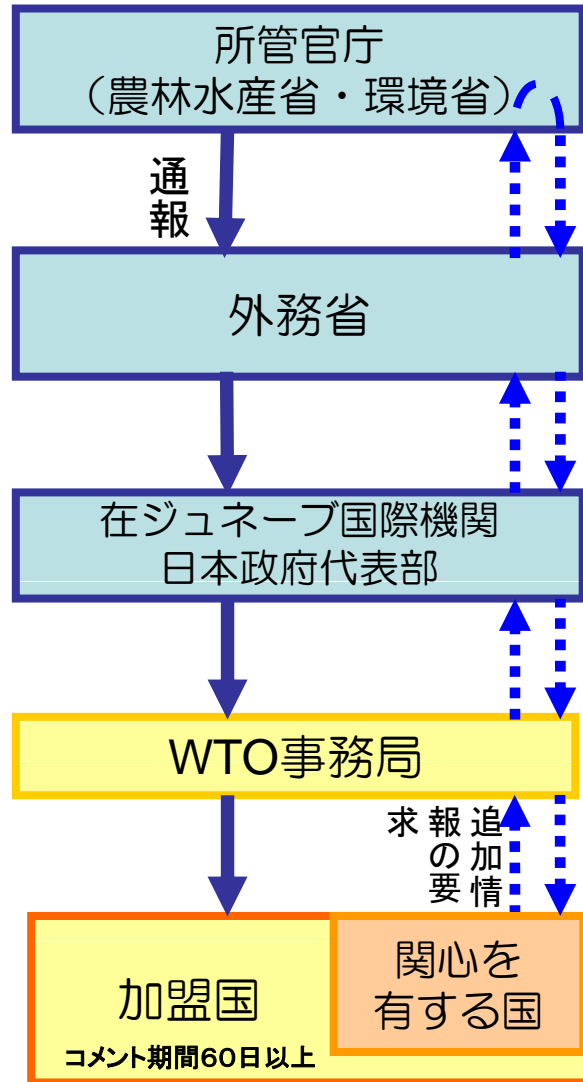 所管官庁
（農林水産省・環境省）
通報
外務省
在ジュネーブ国際機関
日本政府代表部
WTO事務局
追加情
報の要
求
加盟国
コメント期間60日以上
関心を
有する国